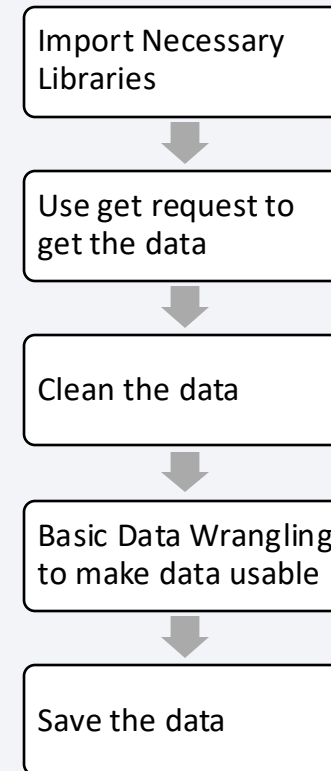 Import Necessary
Libraries
Use get request to
get the data
Clean the data
Basic Data Wrangling
to make data usable
Save the data